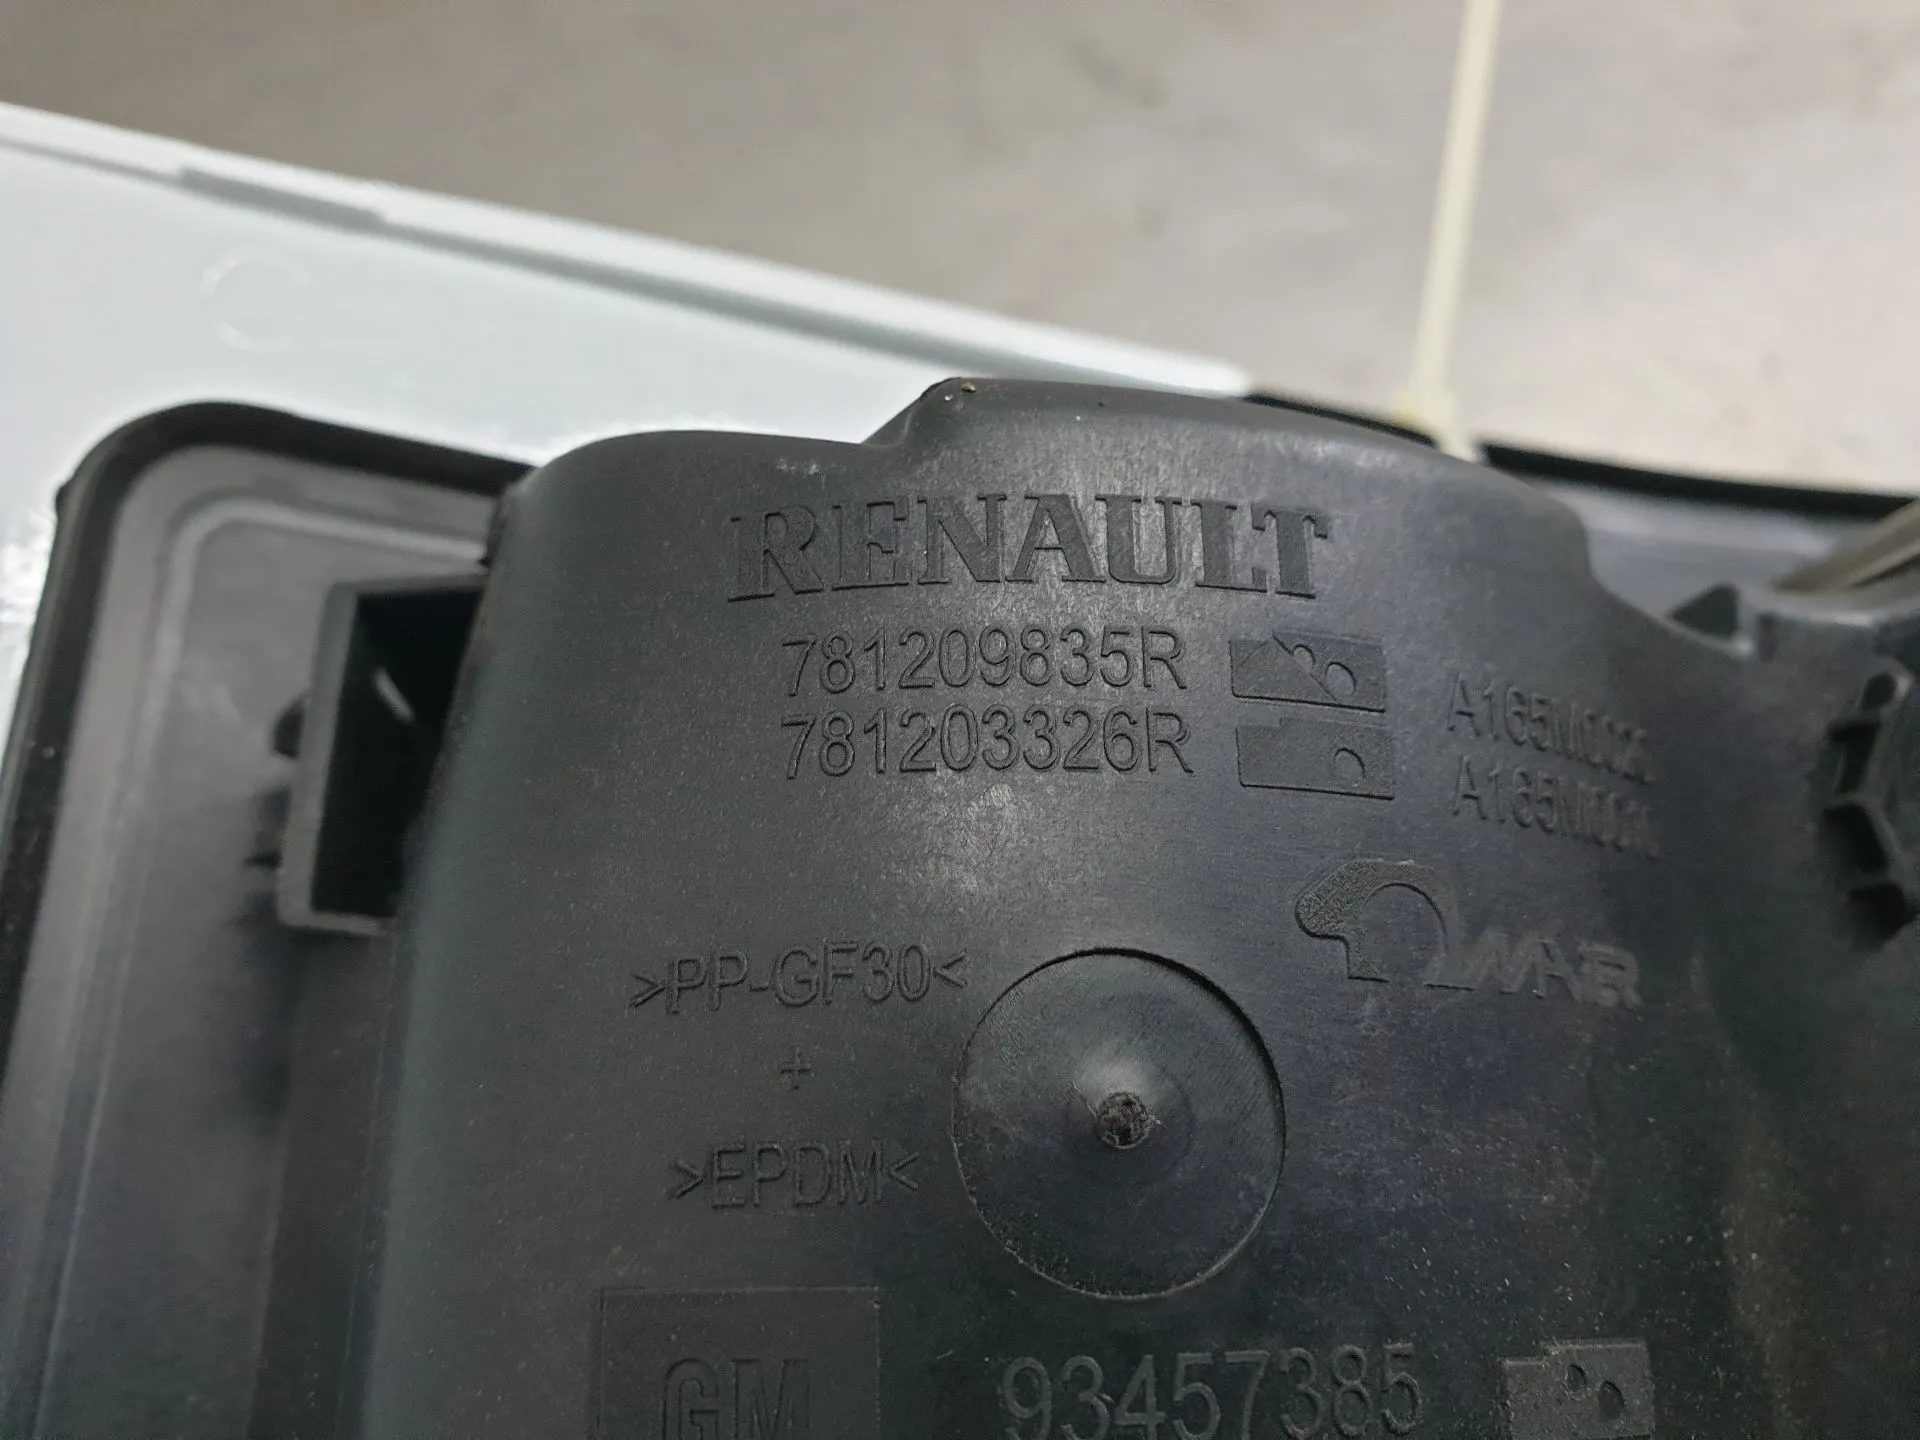 RENAULT
781209835R
781203326R
>PP-GF30<
+
>EPDM<
GM 93457385